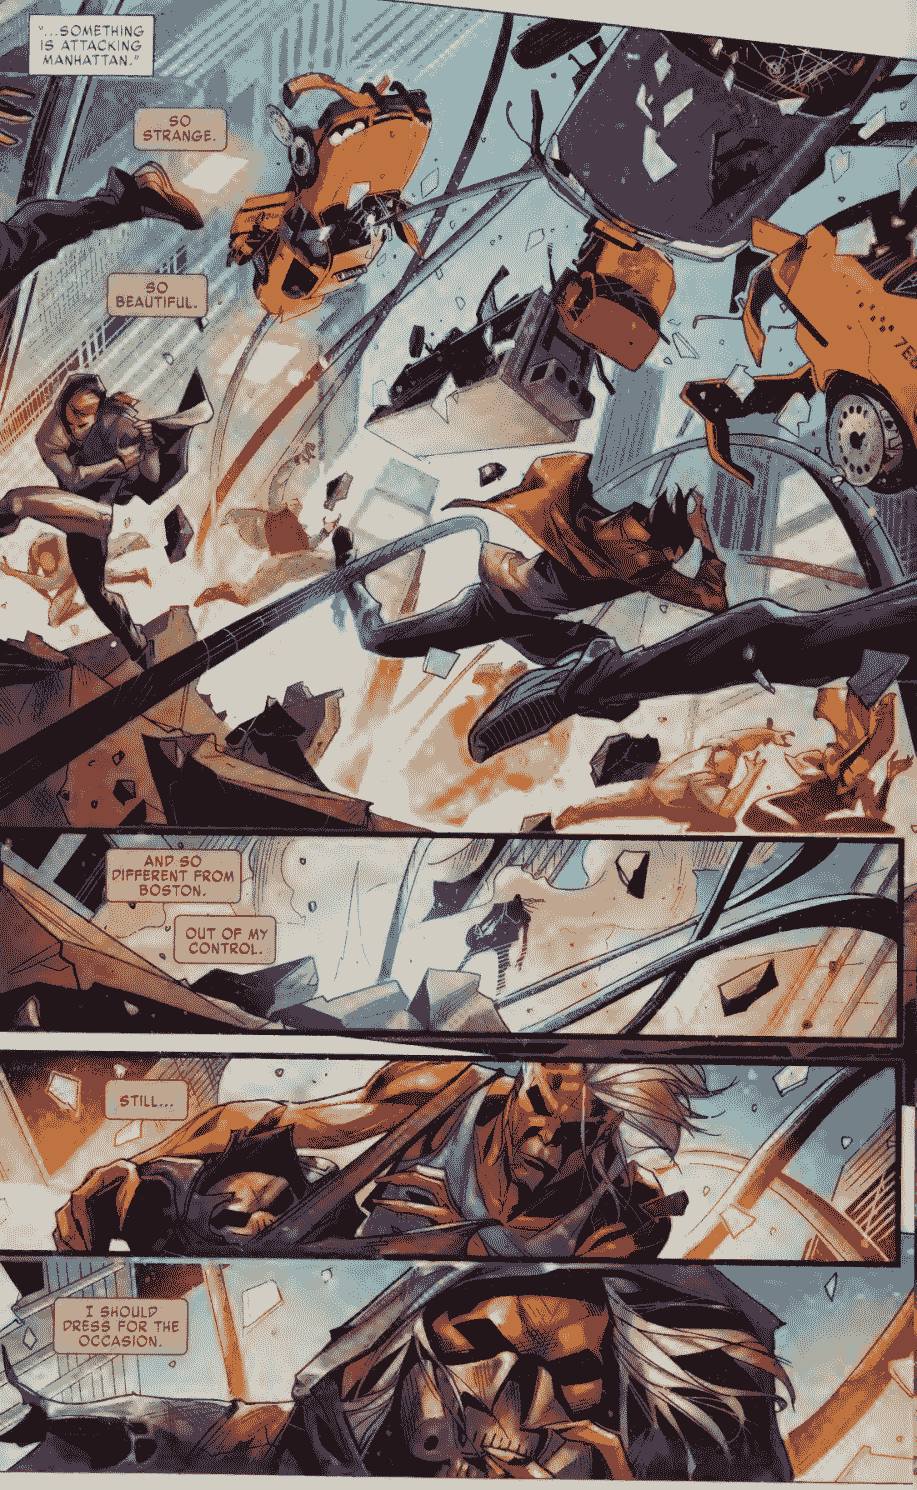 "...SOMETHING
IS ATTACKING
MANHATTAN."
SO
STRANGE.
SO
BEAUTIFUL.
AND SO
DIFFERENT FROM
BOSTON.
OUT OF MY
CONTROL.
STILL...
I SHOULD
DRESS FOR THE
OCCASION.